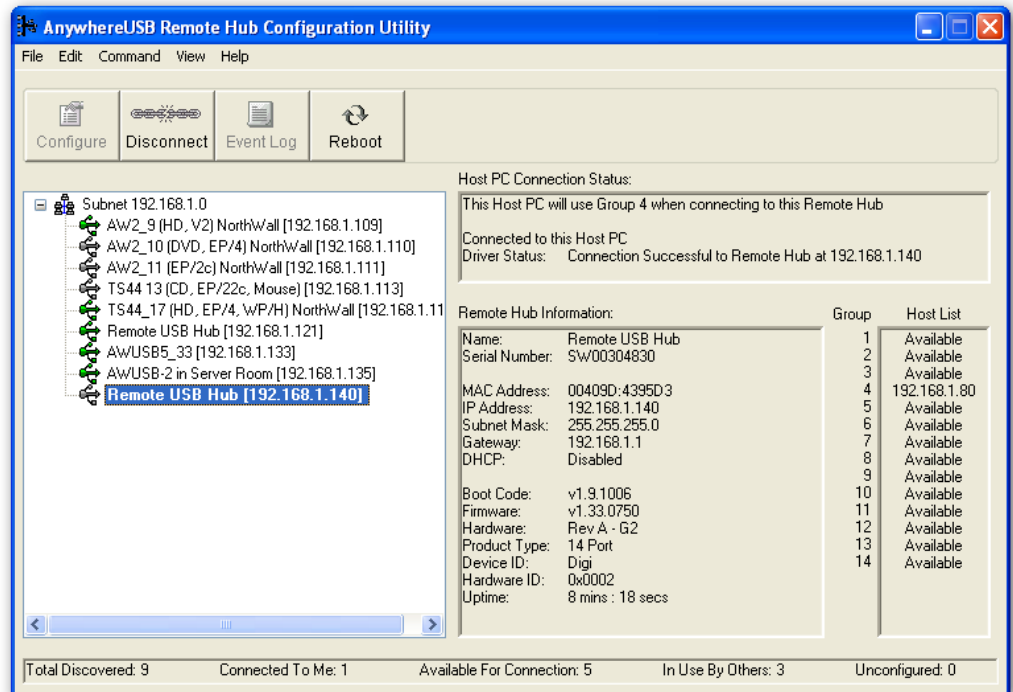 AnywhereUSB Remote Hub Configuration Utility
File Edit Command View Help
Configure Disconnect Event Log Reboot
Host PC Connection Status:
This Host PC will use Group 4 when connecting to this Remote Hub
Connected to this Host PC
Driver Status: Connection Successful to Remote Hub at 192.168.1.140
Subnet 192.168.1.0
AW2_9 (HD, V2) NorthWall [192.168.1.109]
AW2_10 (DVD, EP/4) NorthWall [192.168.1.110]
AW2_11 (EP/2c) NorthWall [192.168.1.111]
TS44 13 (CD, EP/22c, Mouse) [192.168.1.113]
TS44_17 (HD, EP/4, WP/H) NorthWall [192.168.1.11
Remote USB Hub [192.168.1.121]
AWUSB5_33 [192.168.1.133]
AWUSB-2 in Server Room [192.168.1.135]
Remote USB Hub [192.168.1.140]
Remote Hub Information:
Name: Remote USB Hub
Serial Number: SW00304830
MAC Address: 00409D:4395D3
IP Address: 192.168.1.140
Subnet Mask: 255.255.255.0
Gateway: 192.168.1.1
DHCP: Disabled
Boot Code: v1.9.1006
Firmware: v1.33.0750
Hardware: Rev A - G2
Product Type: 14 Port
Device ID: Digi
Hardware ID: 0x0002
Uptime: 8 mins : 18 secs
Group Host List
1 Available
2 Available
3 Available
4 192.168.1.80
5 Available
6 Available
7 Available
8 Available
9 Available
10 Available
11 Available
12 Available
13 Available
14 Available
Total Discovered: 9 Connected To Me: 1 Available For Connection: 5 In Use By Others: 3 Unconfigured: 0